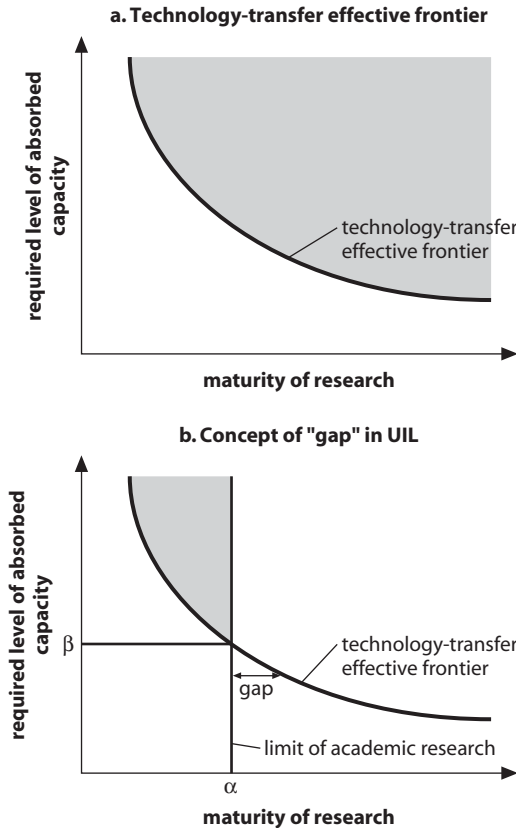 a. Technology-transfer effective frontier
required level of absorbed
capacity
technology-transfer
effective frontier
maturity of research
b. Concept of "gap" in UIL
required level of absorbed
capacity
β
technology-transfer
effective frontier
gap
limit of academic research
α
maturity of research